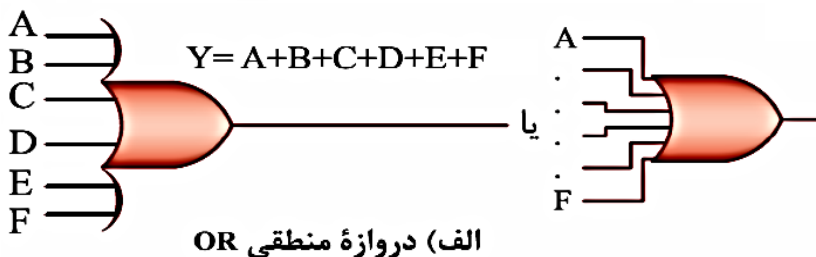 A
B
C
D
E
F
Y= A+B+C+D+E+F
یا
A
.
.
.
.
F
الف) دروازهٔ منطقی OR